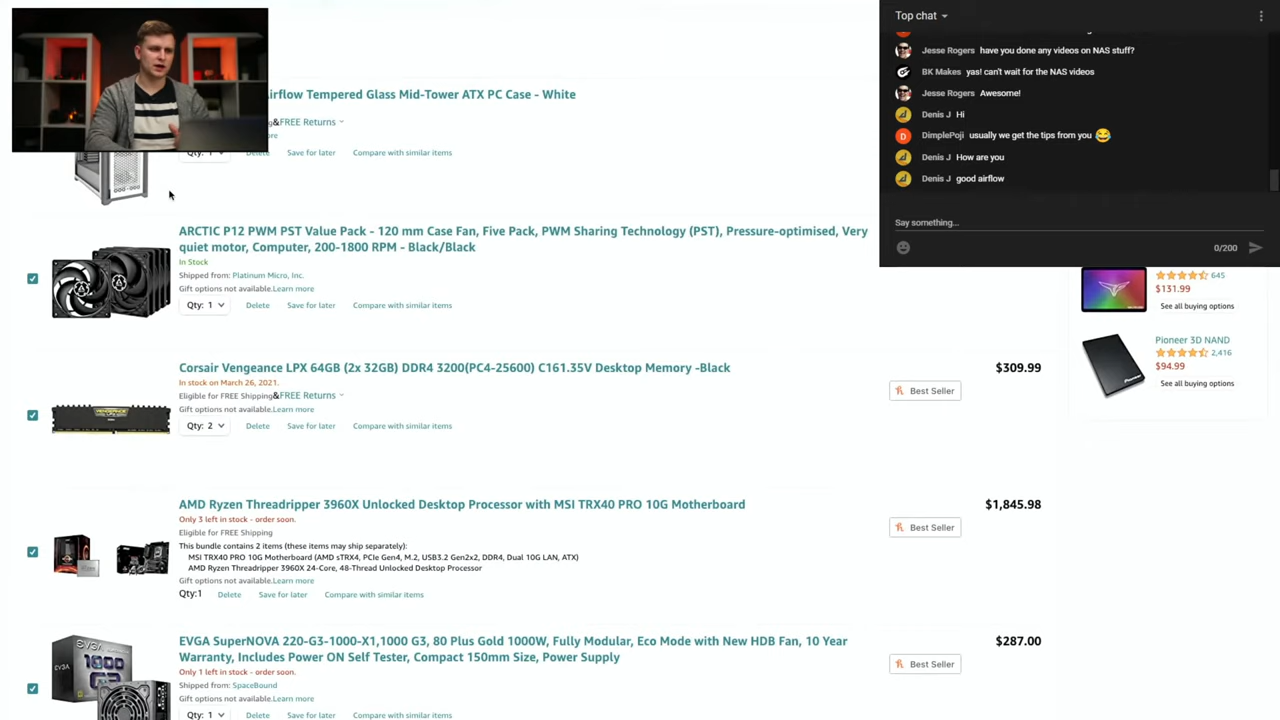 irflow Tempered Glass Mid-Tower ATX PC Case - White
&FREE Returns
Qty: 1 Delete Save for later Compare with similar items
ARCTIC P12 PWM PST Value Pack - 120 mm Case Fan, Five Pack, PWM Sharing Technology (PST), Pressure-optimised, Very
quiet motor, Computer, 200-1800 RPM - Black/Black
In Stock
Shipped from: Platinum Micro, Inc.
Gift options not available. Learn more
Qty: 1 Delete Save for later Compare with similar items
Corsair Vengeance LPX 64GB (2x 32GB) DDR4 3200(PC4-25600) C161.35V Desktop Memory -Black
$309.99
In stock on March 26, 2021.
Eligible for FREE Shipping&FREE Returns
Best Seller
Gift options not available. Learn more
Qty: 2 Delete Save for later Compare with similar items
AMD Ryzen Threadripper 3960X Unlocked Desktop Processor with MSI TRX40 PRO 10G Motherboard
$1,845.98
Only 3 left in stock - order soon.
Eligible for FREE Shipping
Best Seller
This bundle contains 2 items (these items may ship separately):
MSI TRX40 PRO 10G Motherboard (AMD sTRX4, PCIe Gen4, M.2, USB3.2 Gen2x2, DDR4, Dual 10G LAN, ATX)
AMD Ryzen Threadripper 3960X 24-Core, 48-Thread Unlocked Desktop Processor
Gift options not available. Learn more
Qty:1 Delete Save for later Compare with similar items
EVGA SuperNOVA 220-G3-1000-X1,1000 G3, 80 Plus Gold 1000W, Fully Modular, Eco Mode with New HDB Fan, 10 Year
Warranty, Includes Power ON Self Tester, Compact 150mm Size, Power Supply
$287.00
Only 1 left in stock - order soon.
Best Seller
Shipped from: SpaceBound
Gift options not available. Learn more
Qty: 1 Delete Save for later Compare with similar items
EVGA
1000
G3
Top chat
Jesse Rogers have you done any videos on NAS stuff?
BK Makes yas! can't wait for the NAS videos
Jesse Rogers Awesome!
Denis J Hi
DimplePoji usually we get the tips from you 😂
Denis J How are you
Denis J good airflow
Say something...
0/200
645
$131.99
See all buying options
Pioneer 3D NAND
2,416
$94.99
See all buying options